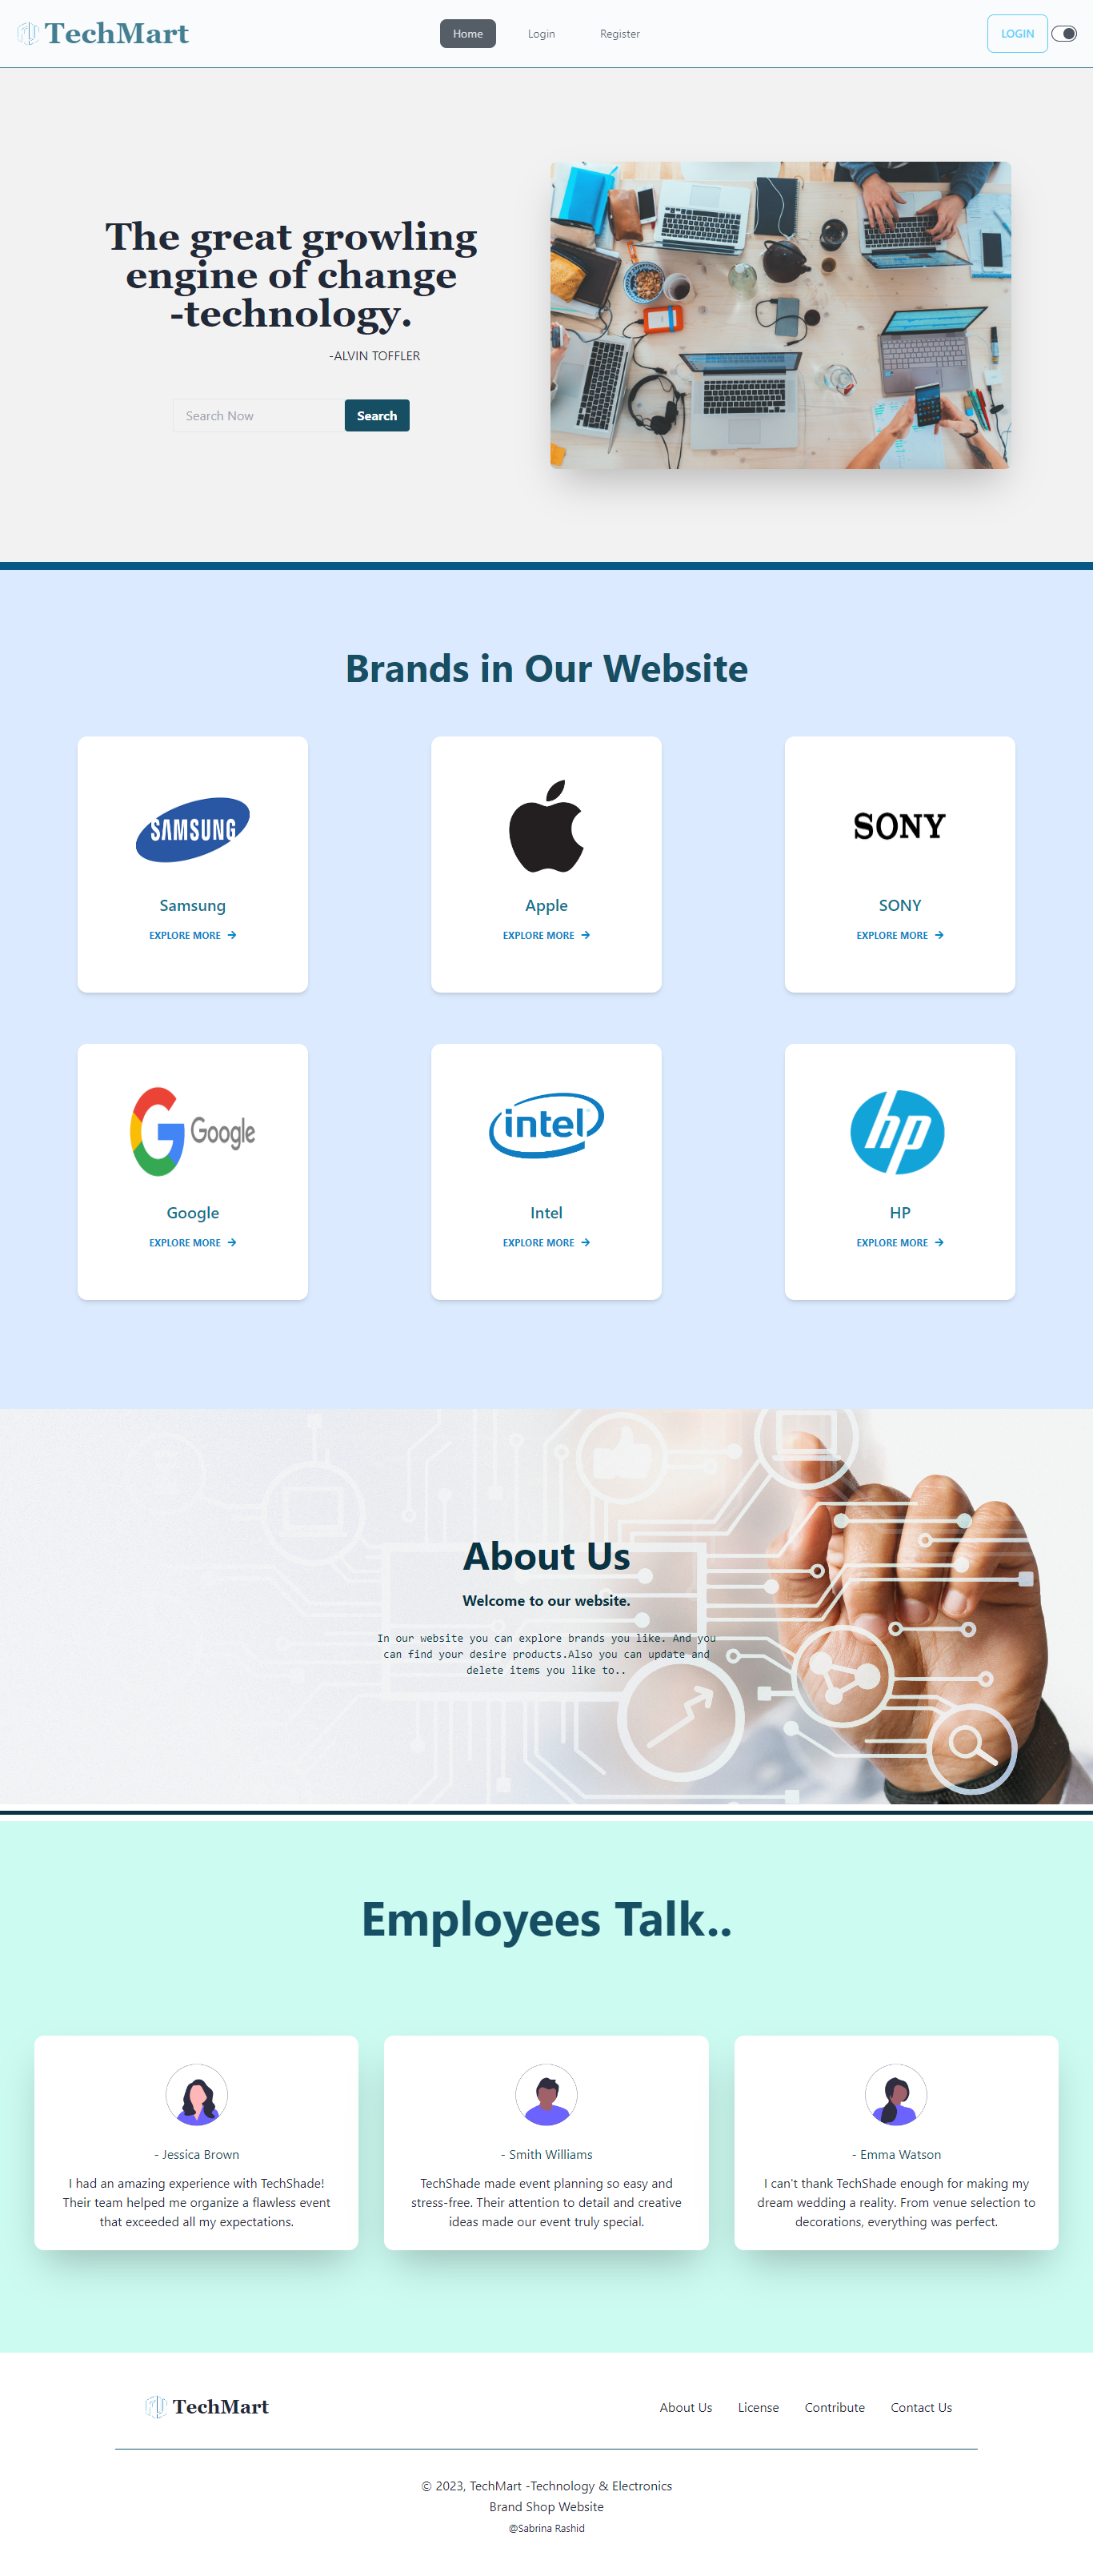 TechMart
Home
Login
Register
LOGIN
The great growling
engine of change
-technology.
-ALVIN TOFFLER
Search Now
Search
Brands in Our Website
SAMSUNG
SONY
Samsung
Apple
SONY
EXPLORE MORE →
EXPLORE MORE →
EXPLORE MORE →
Google
intel
hp
Google
Intel
HP
EXPLORE MORE →
EXPLORE MORE →
EXPLORE MORE →
About Us
Welcome to our website.
In our website you can explore brands you like. And you
can find your desire products.Also you can update and
delete items you like to..
Employees Talk..
- Jessica Brown
I had an amazing experience with TechShade!
Their team helped me organize a flawless event
that exceeded all my expectations.
- Smith Williams
TechShade made event planning so easy and
stress-free. Their attention to detail and creative
ideas made our event truly special.
- Emma Watson
I can't thank TechShade enough for making my
dream wedding a reality. From venue selection to
decorations, everything was perfect.
TechMart
About Us
License
Contribute
Contact Us
© 2023, TechMart -Technology & Electronics
Brand Shop Website
@Sabrina Rashid